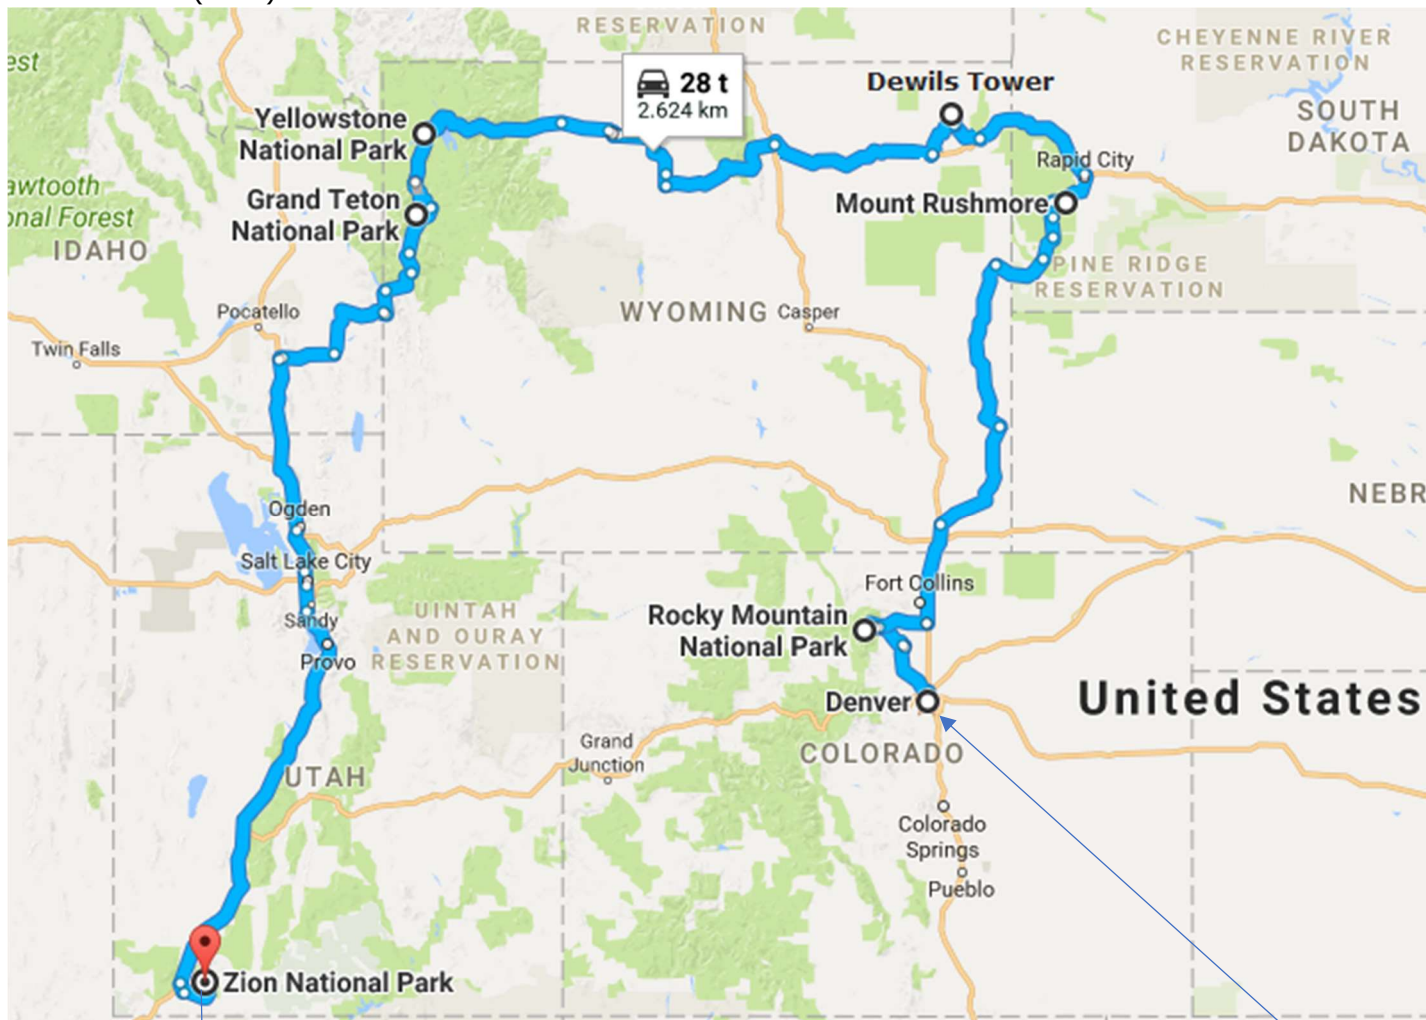 RESERVATION
CHEYENNE RIVER
RESERVATION
est
28 t
2.624 km
Dewils Tower
SOUTH
DAKOTA
Yellowstone
National Park
Rapid City
awtooth
onal Forest
Grand Teton
National Park
Mount Rushmore
IDAHO
PINE RIDGE
RESERVATION
Pocatello
WYOMING
Casper
Twin Falls
NEBR
Ogden
Salt Lake City
Fort Collins
Sandy
UINTAH
AND OURAY
RESERVATION
Rocky Mountain
National Park
Provo
Denver
United States
Grand
Junction
COLORADO
UTAH
Colorado
Springs
Pueblo
Zion National Park